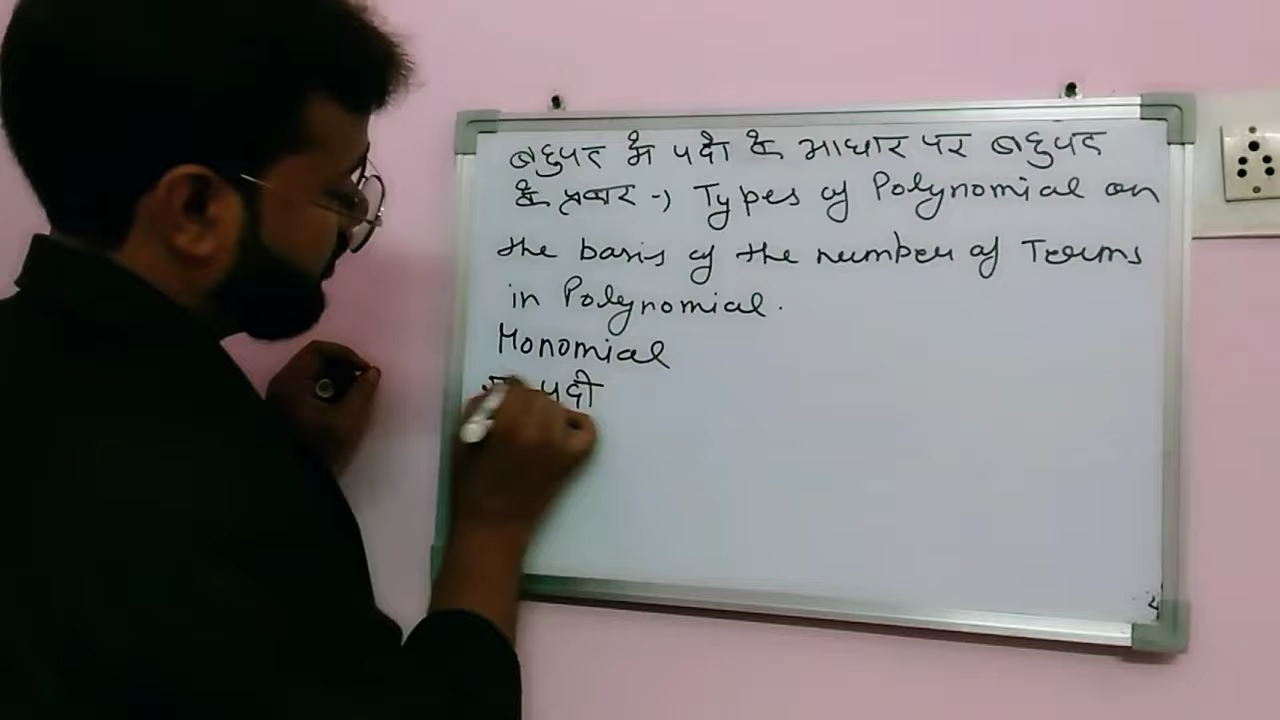 बहुपद में पदों के आधार पर बहुपद
के प्रकार -> Types of Polynomial on
the basis of the number of Terms
in Polynomial.
Monomial
पदी